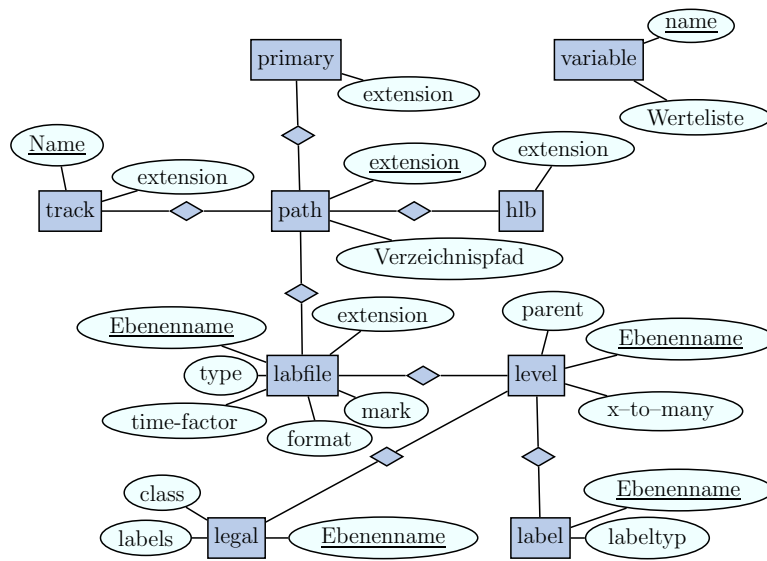 name
primary
variable
extension
Werteliste
Name
extension
extension
extension
track
path
hlb
Verzeichnispfad
parent
Ebenenname
extension
Ebenenname
type
labfile
level
time-factor
mark
x–to–many
format
class
Ebenenname
labels
legal
Ebenenname
label
labeltyp